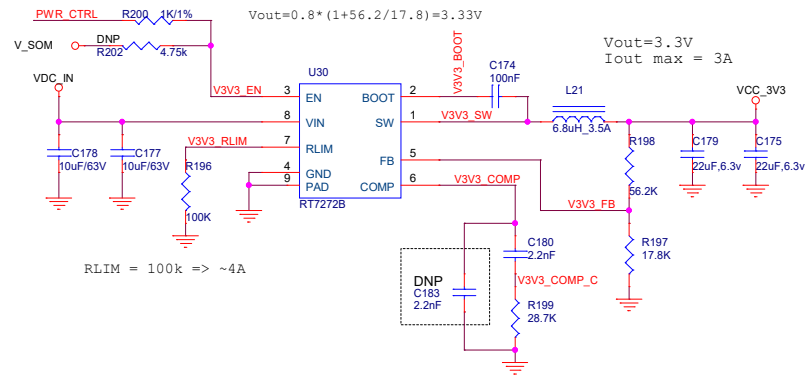 PWR_CTRL
R200
1K/1%
Vout=0.8*(1+56.2/17.8)=3.33V
V_SOM
DNP
R202
4.75k
VDC_IN
V3V3_EN
U30
3
EN
BOOT
2
V3V3_BOOT
C174
100nF
Vout=3.3V
Iout max = 3A
8
VIN
SW
1
V3V3_SW
L21
6.8uH_3.5A
VCC_3V3
V3V3_RLIM
7
RLIM
C178
10uF/63V
C177
10uF/63V
R196
100K
4
GND
9
PAD
FB
5
COMP
6
V3V3_COMP
RT7272B
R198
56.2K
C179
22uF,6.3v
C175
22uF,6.3v
V3V3_FB
R197
17.8K
C180
2.2nF
RLIM = 100k => ~4A
DNP
C183
2.2nF
V3V3_COMP_C
R199
28.7K